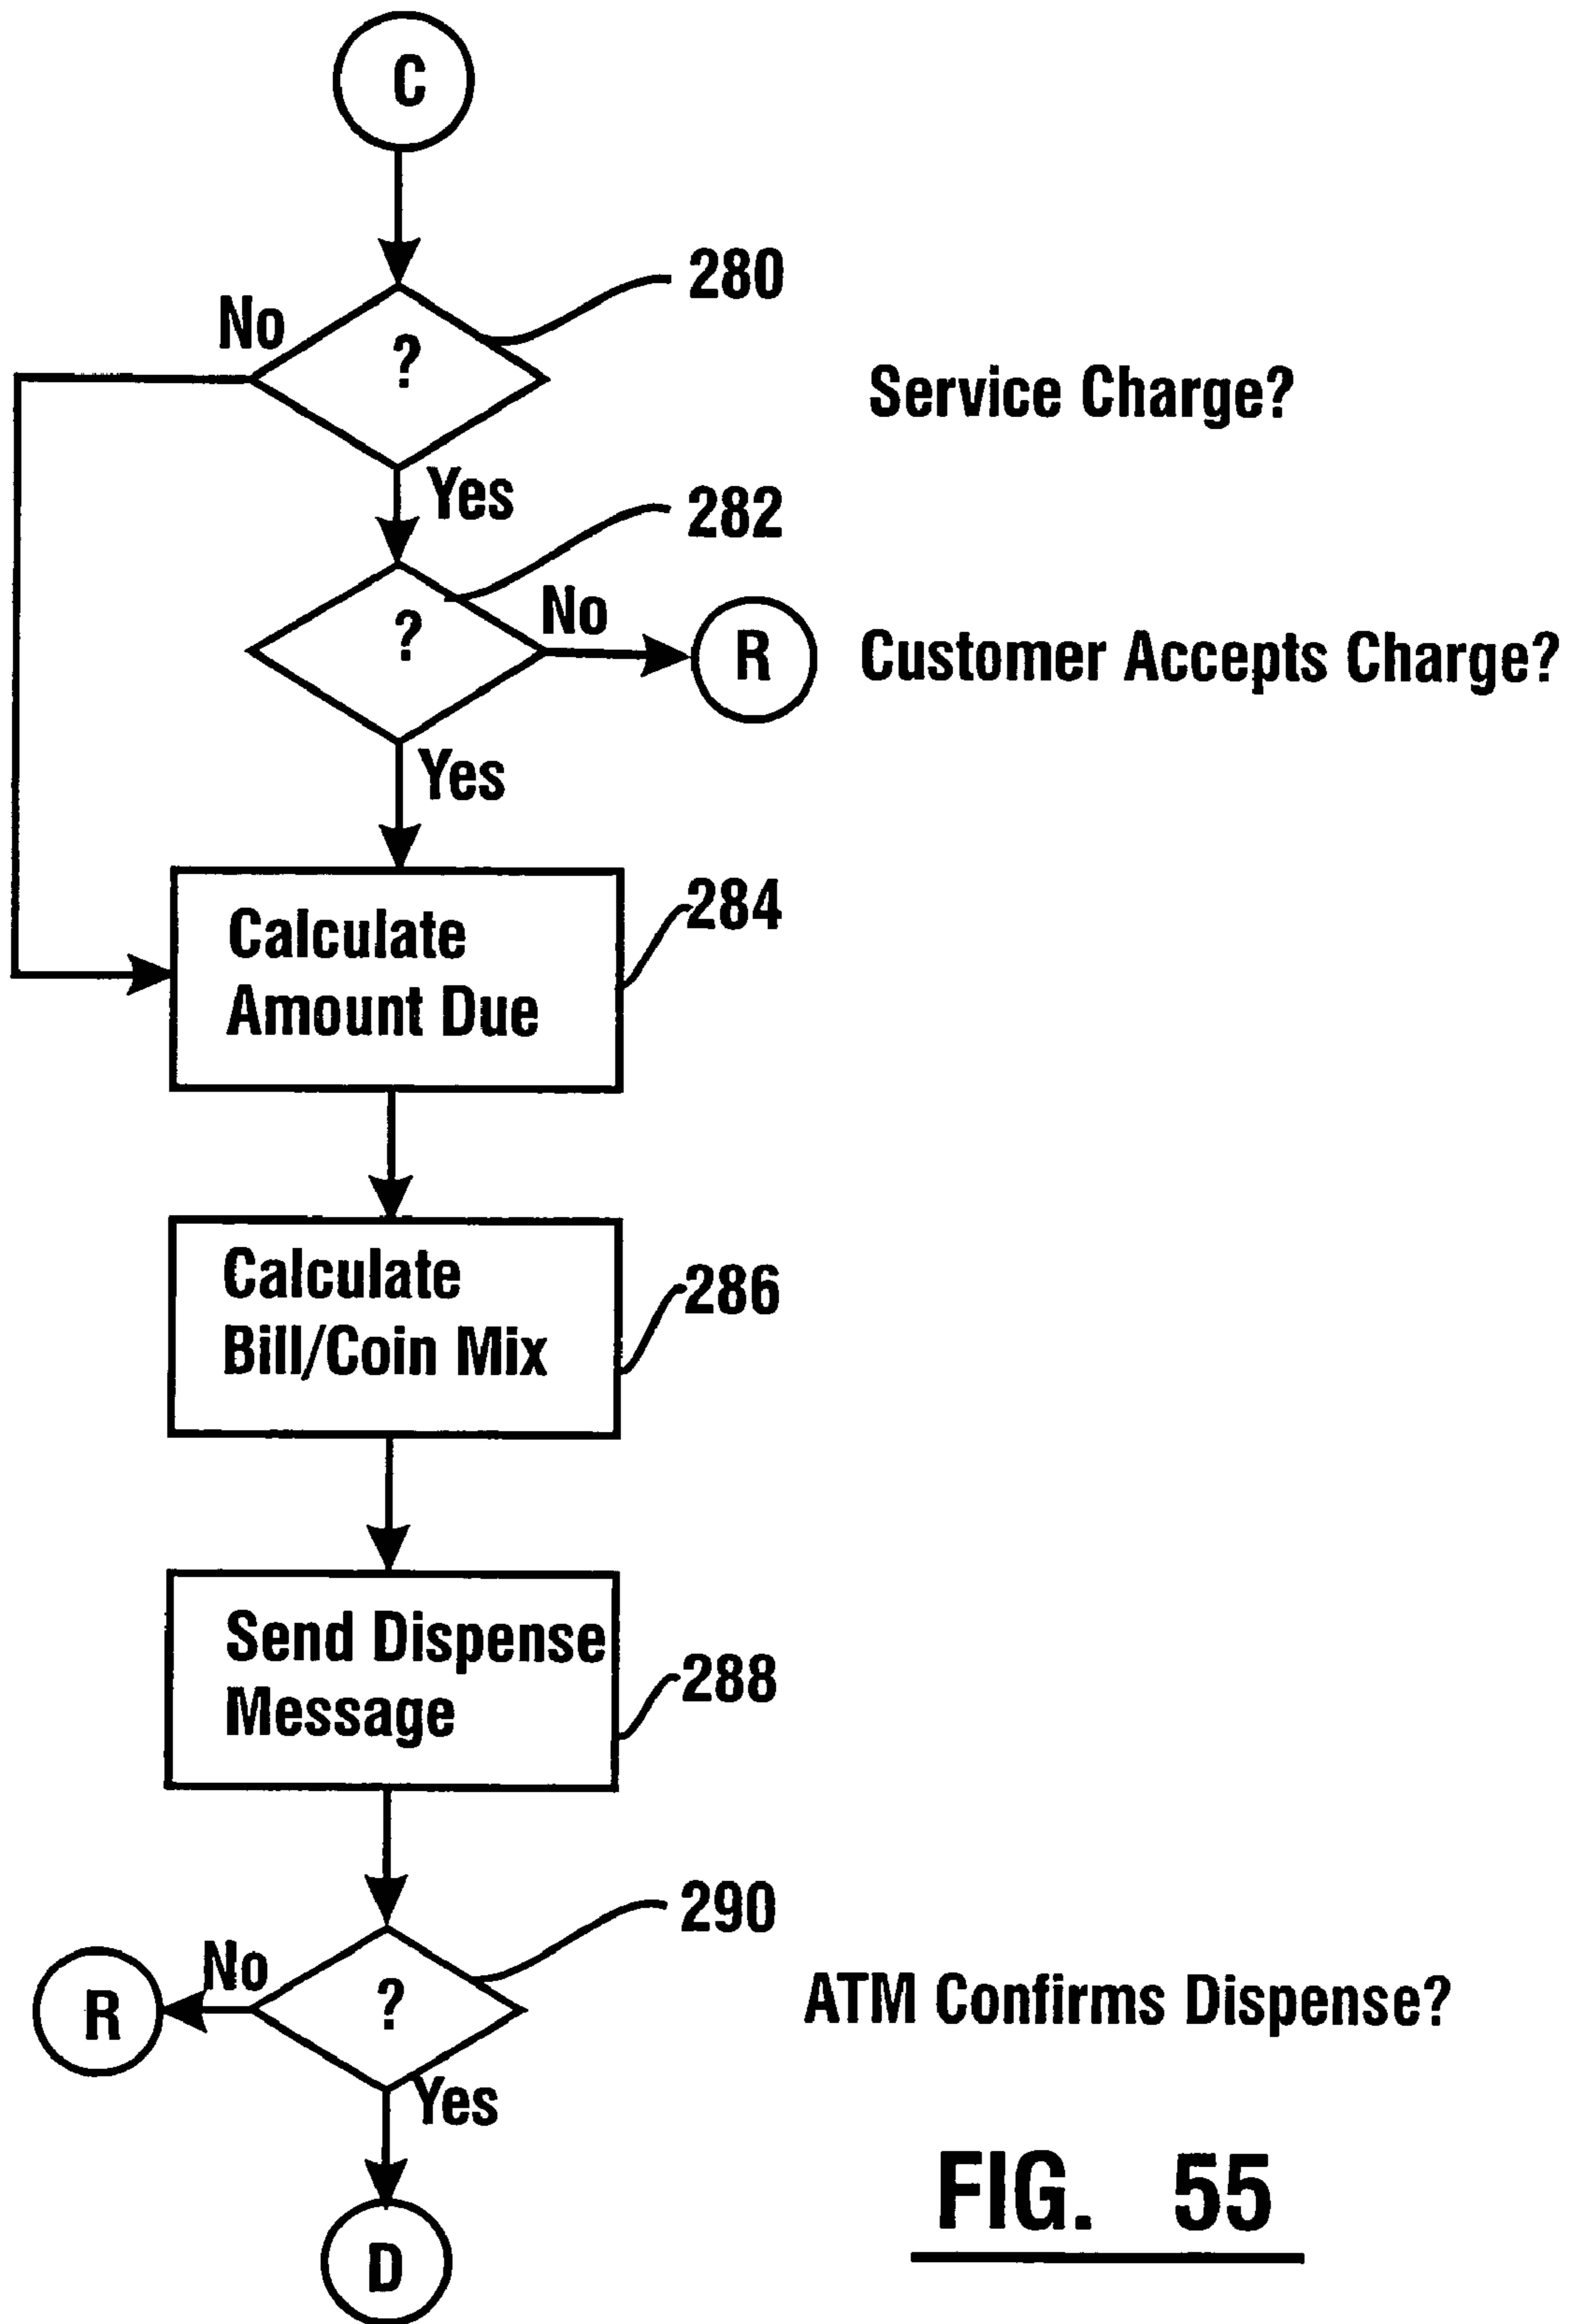 C
280
No
?
Service Charge?
Yes
282
No
?
R
Customer Accepts Charge?
Yes
284
Calculate
Amount Due
286
Calculate
Bill/Coin Mix
Send Dispense
288
Message
290
No
R
?
ATM Confirms Dispense?
Yes
D
FIG. 55